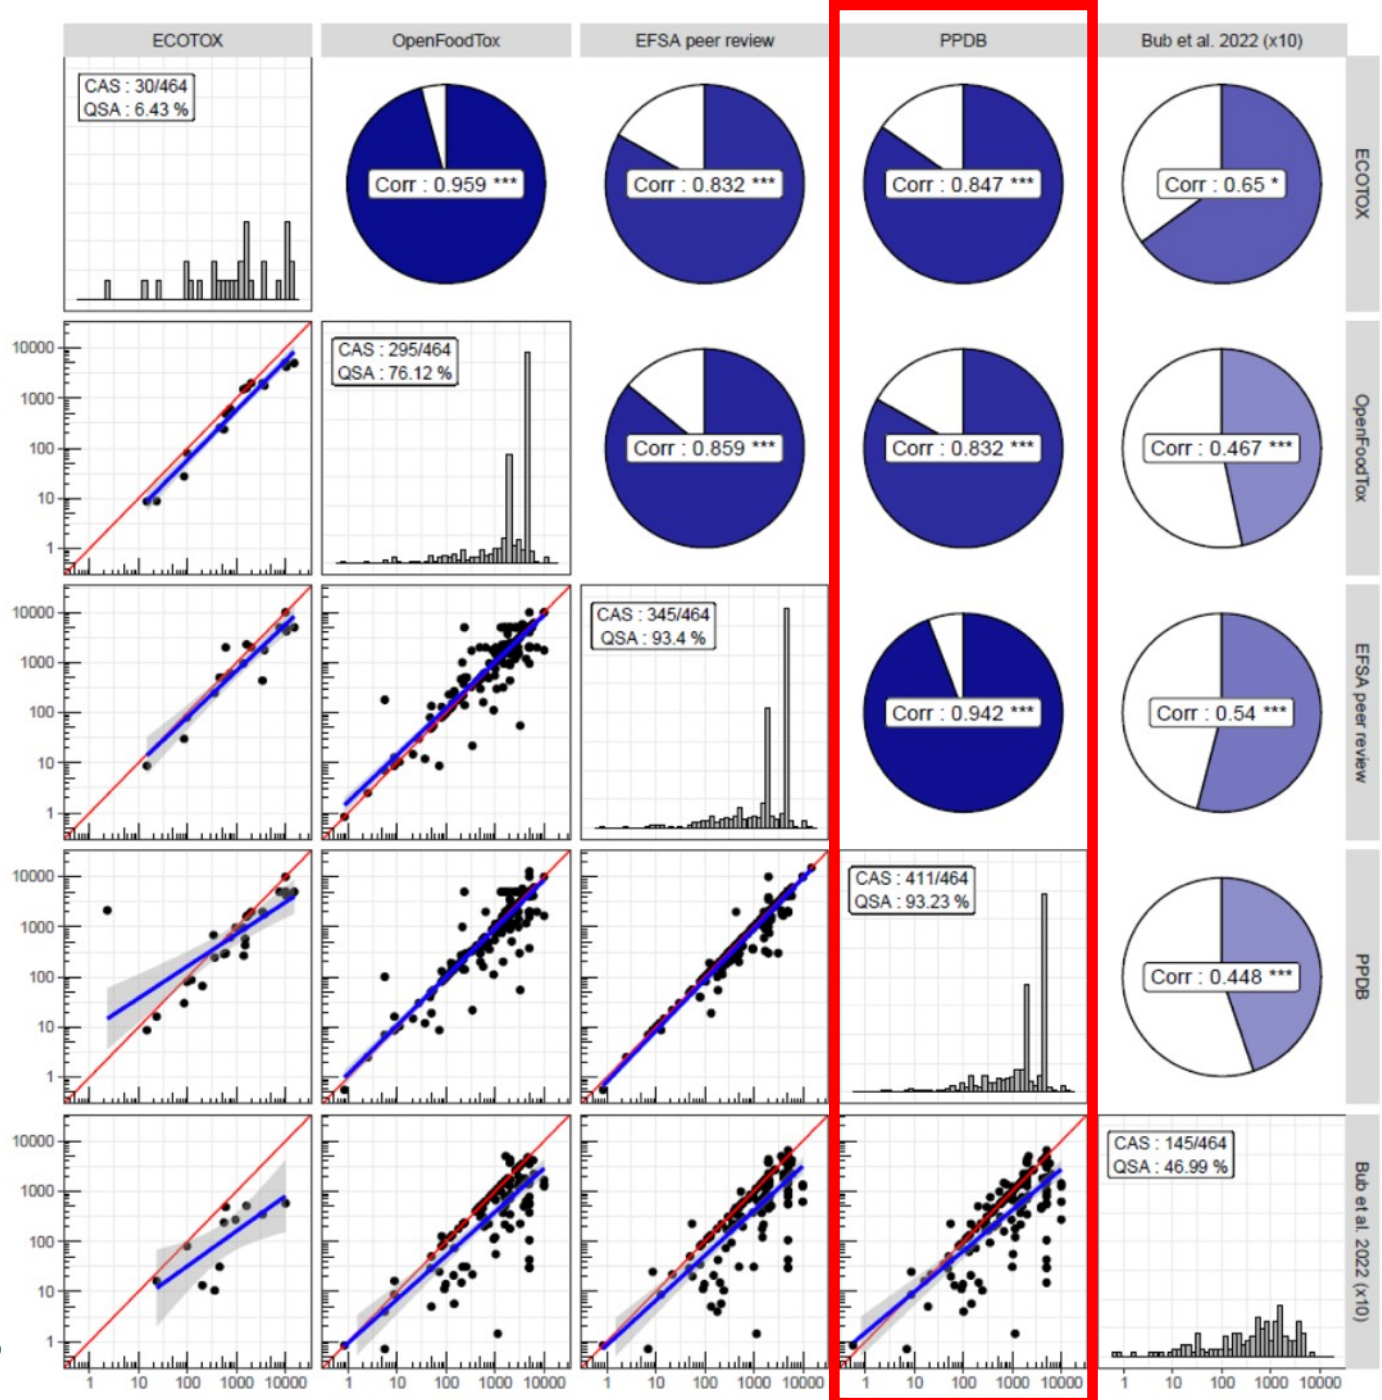 ECOTOX
OpenFoodTox
EFSA peer review
PPDB
Bub et al. 2022 (x10)
CAS : 30/464
QSA : 6.43 %
Corr : 0.959 ***
Corr : 0.832 ***
Corr : 0.847 ***
Corr : 0.65 *
ECOTOX
10000
1000
100
10
1
CAS : 295/464
QSA : 76.12 %
Corr : 0.859 ***
Corr : 0.832 ***
Corr : 0.467 ***
OpenFoodTox
10000
1000
100
10
1
CAS : 345/464
QSA : 93.4 %
Corr : 0.942 ***
Corr : 0.54 ***
EFSA peer review
10000
1000
100
10
1
CAS : 411/464
QSA : 93.23 %
Corr : 0.448 ***
PPDB
10000
1000
100
10
1
CAS : 145/464
QSA : 46.99 %
Bub et al. 2022 (x10)
1 10 100 1000 10000
1 10 100 1000 10000
1 10 100 1000 10000
1 10 100 1000 10000
1 10 100 1000 10000